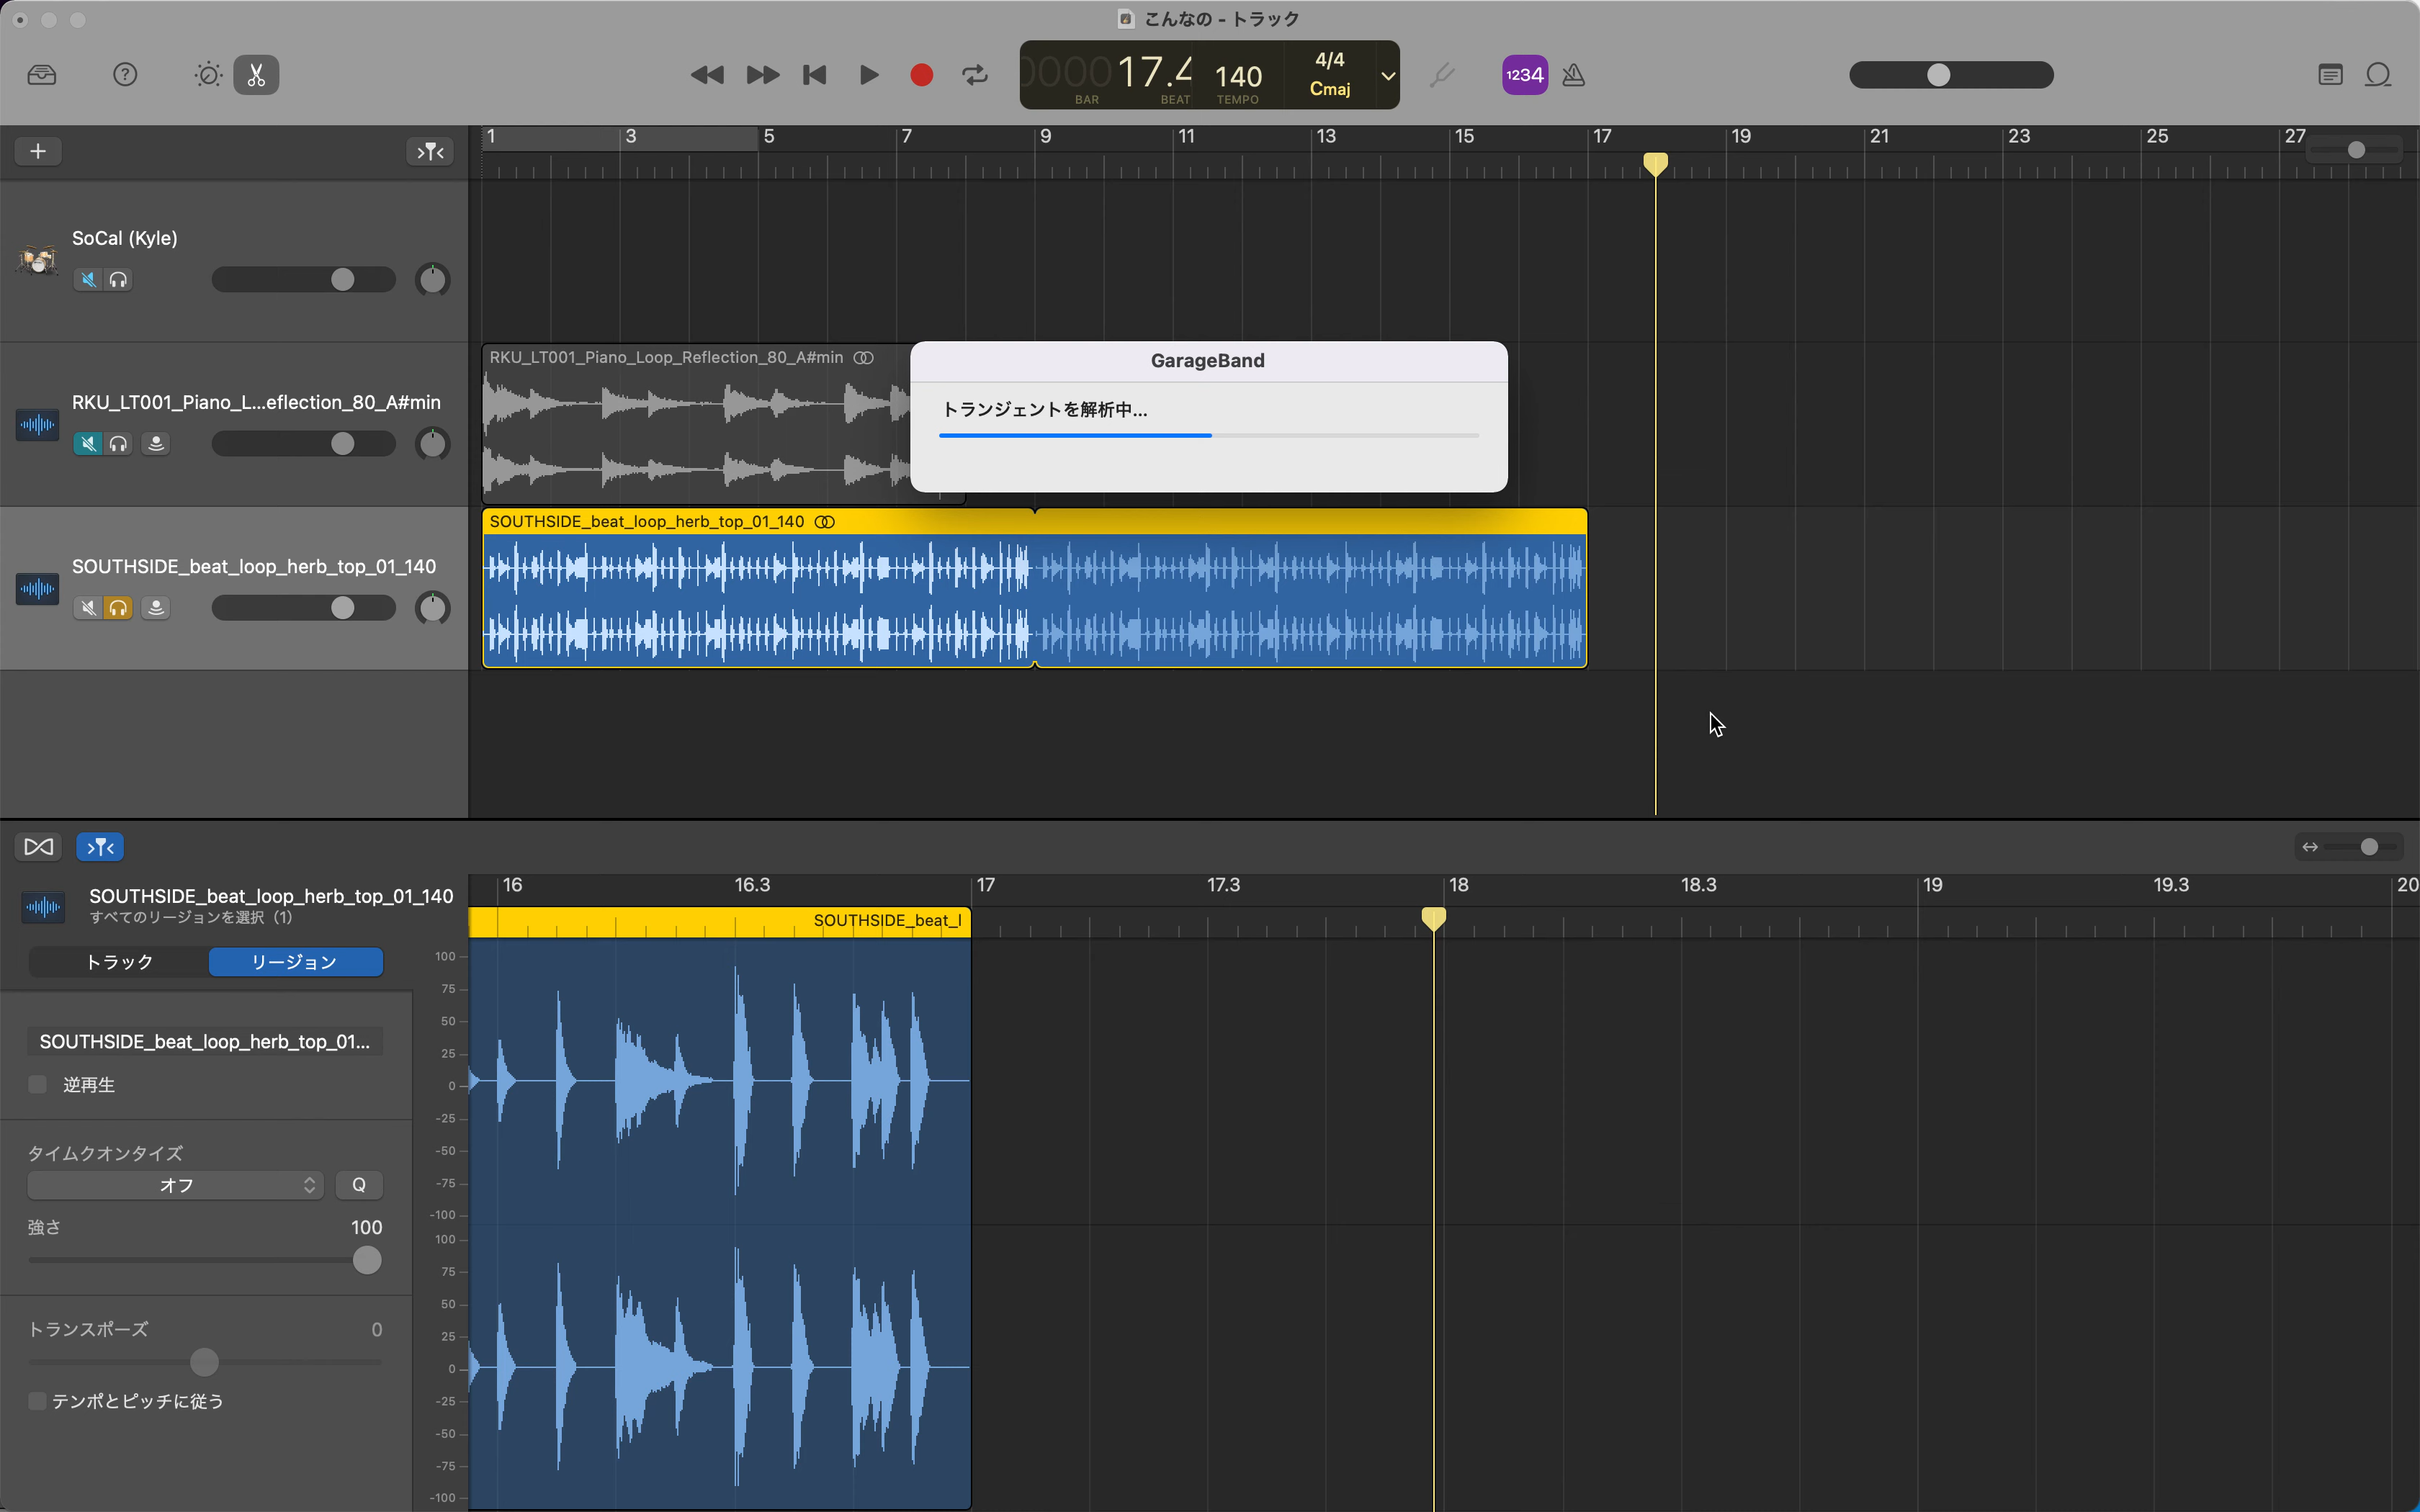 こんなの - トラック
0000 17.4
BAR BEAT
140
TEMPO
4/4
Cmaj
1234
1 3 5 7 9 11 13 15 17 19 21 23 25 27
SoCal (Kyle)
RKU_LT001_Piano_L...eflection_80_A#min
SOUTHSIDE_beat_loop_herb_top_01_140
RKU_LT001_Piano_Loop_Reflection_80_A#min
GarageBand
トランジェントを解析中...
SOUTHSIDE_beat_loop_herb_top_01_140
SOUTHSIDE_beat_loop_herb_top_01_140
すべてのリージョンを選択（1）
トラック
リージョン
SOUTHSIDE_beat_loop_herb_top_01...
逆再生
タイムクオンタイズ
オフ
Q
強さ 100
トランスポーズ 0
テンポとピッチに従う
16 16.3 17 17.3 18 18.3 19 19.3 20
SOUTHSIDE_beat_l
100
75
50
25
0
-25
-50
-75
-100
100
75
50
25
0
-25
-50
-75
-100